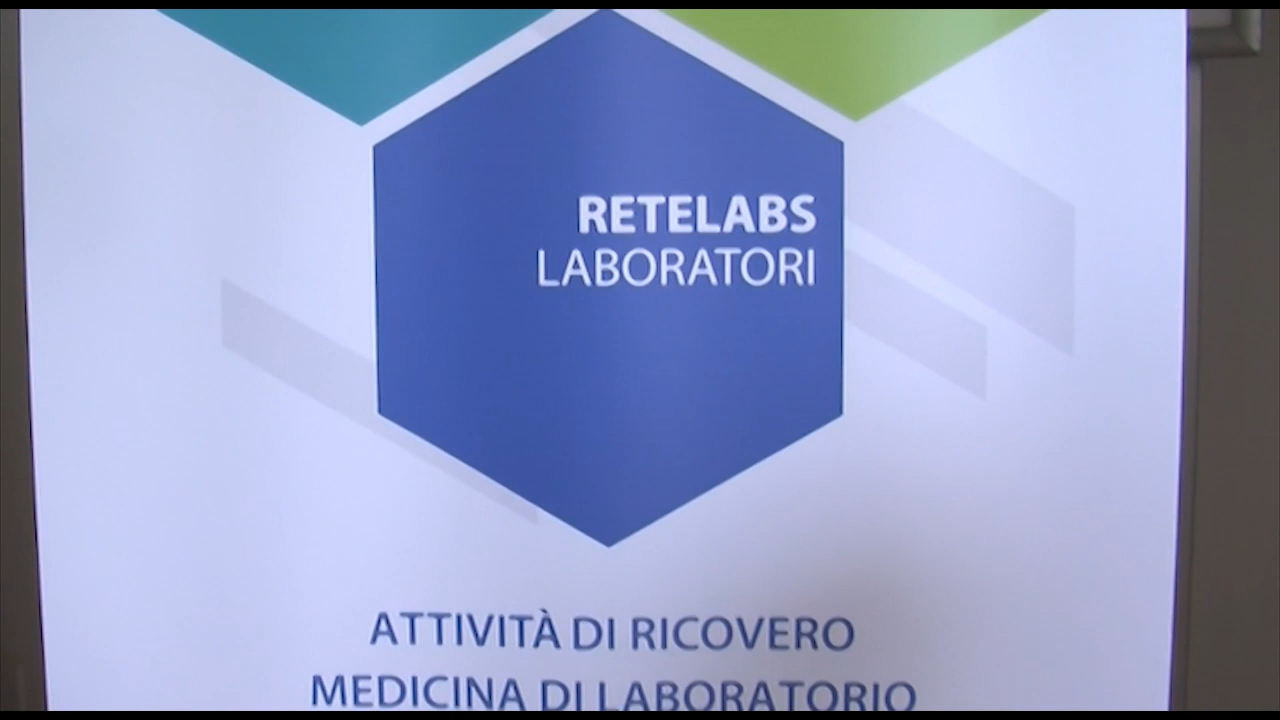 RETELABS
LABORATORI
ATTIVITÀ DI RICOVERO
MEDICINA DI LABORATORIO